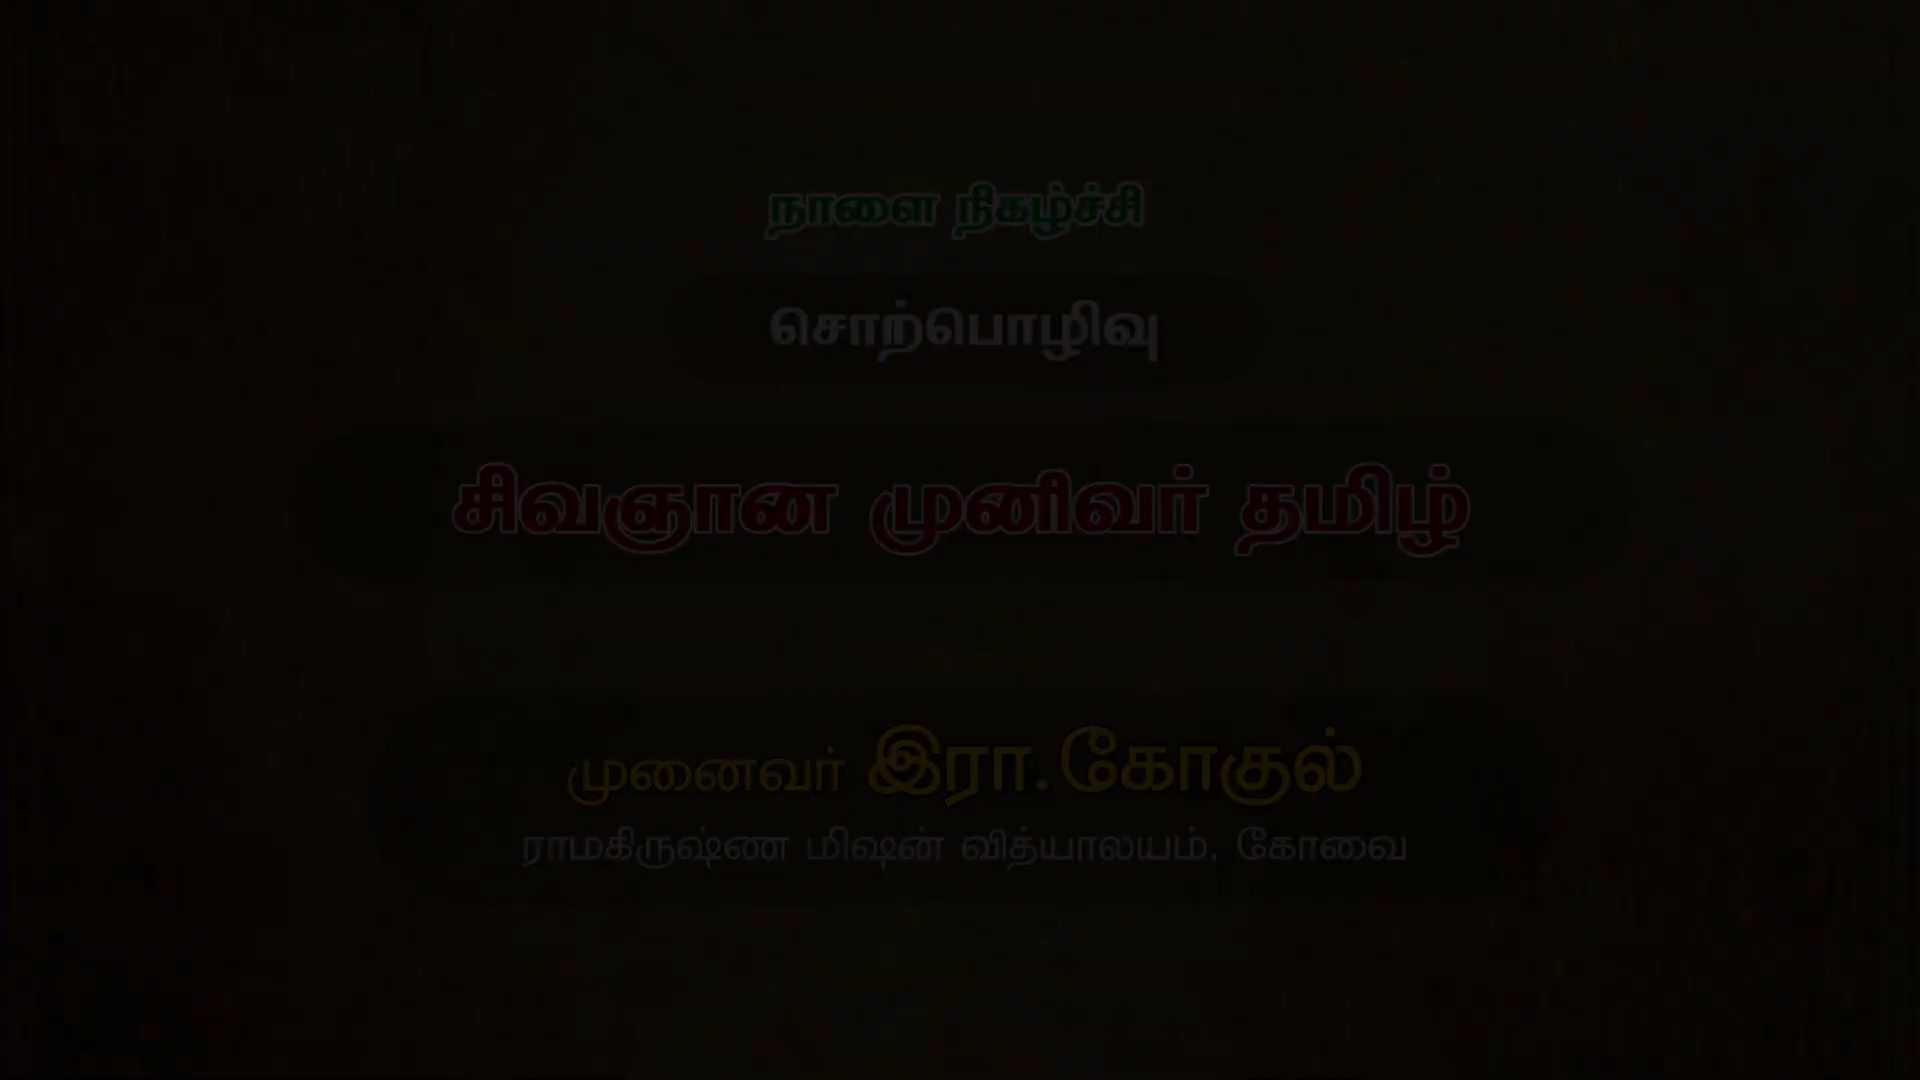 நாளை நிகழ்ச்சி
சொற்பொழிவு
சிவஞான முனிவர் தமிழ்
முனைவர் இரா.கோகுல்
ராமகிருஷ்ண மிஷன் வித்யாலயம், கோவை